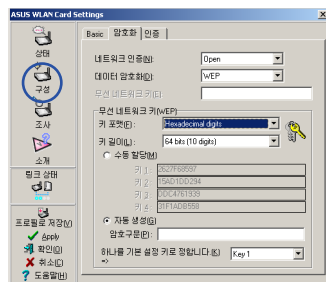 ASUS WLAN Card Settings
상태
구성
조사
소개
링크 상태
프로필로 저장(V)
Apply
확인(O)
취소(C)
도움말(H)
Basic 암호화 인증
네트워크 인증(N): Open
데이터 암호화(D): WEP
무선 네트워크 키(E)
무선 네트워크 키(WEP)
키 포맷(F): Hexadecimal digits
키 길이(L): 64 bits (10 digits)
수동 할당(M)
키 1: 2627F68597
키 2: 15AD1DD294
키 3: DDC4761939
키 4: 31F1ADB558
자동 생성(G)
암호구문(P):
하나를 기본 설정 키로 정합니다.(K) Key 1
=>